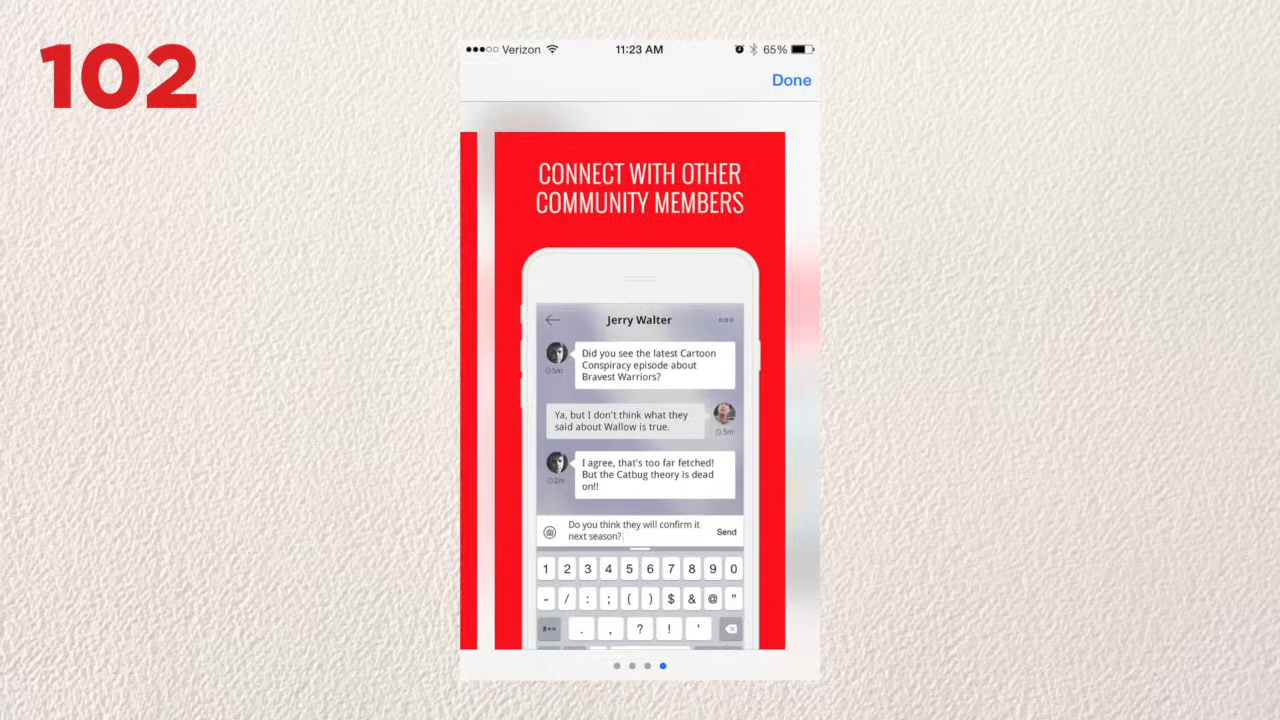 102
Verizon 11:23 AM 65%
Done
CONNECT WITH OTHER
COMMUNITY MEMBERS
Jerry Walter
Did you see the latest Cartoon
Conspiracy episode about
Bravest Warriors?
5m
Ya, but I don't think what they
said about Wallow is true.
5m
I agree, that's too far fetched!
But the Catbug theory is dead
on!!
2m
Do you think they will confirm it
next season?
Send
1 2 3 4 5 6 7 8 9 0
- / : ; ( ) $ & @ "
#+= . , ? ! '